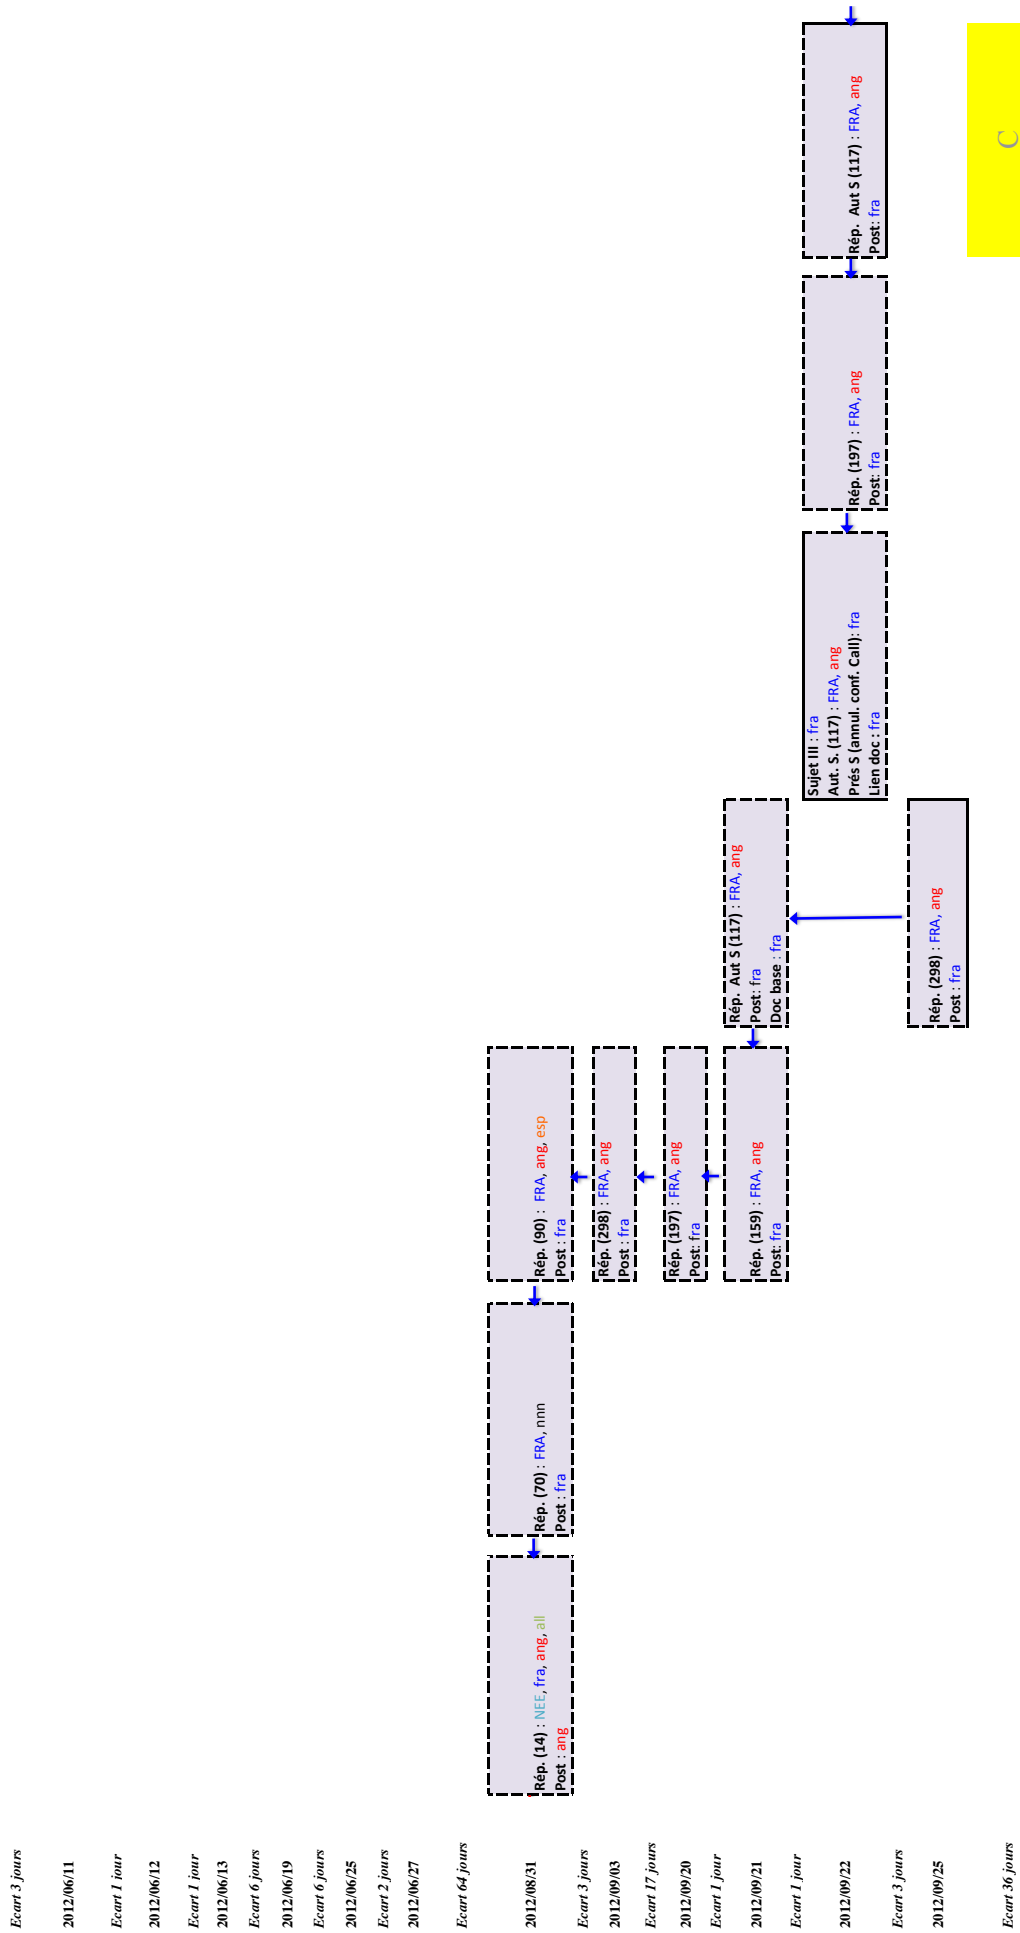 Ecart 3 jours
2012/06/11
Ecart 1 jour
2012/06/12
Ecart 1 jour
2012/06/13
Ecart 6 jours
2012/06/19
Ecart 6 jours
2012/06/25
Ecart 2 jours
2012/06/27
Ecart 64 jours
2012/08/31
Ecart 3 jours
2012/09/03
Ecart 17 jours
2012/09/20
Ecart 1 jour
2012/09/21
Ecart 1 jour
2012/09/22
Ecart 3 jours
2012/09/25
Ecart 36 jours
Rép. (14) : NEE, fra, ang, all
Post : ang
Rép. (70) : FRA, nnn
Post : fra
Rép. (90) : FRA, ang, esp
Post : fra
Rép. (298) : FRA, ang
Post : fra
Rép. (197) : FRA, ang
Post: fra
Rép. (159) : FRA, ang
Post: fra
Rép. Aut S (117) : FRA, ang
Post: fra
Doc base : fra
Rép. (298) : FRA, ang
Post : fra
Sujet III : fra
Aut. S. (117) : FRA, ang
Prés S (annul. conf. Call): fra
Lien doc : fra
Rép. (197) : FRA, ang
Post: fra
Rép. Aut S (117) : FRA, ang
Post: fra
C